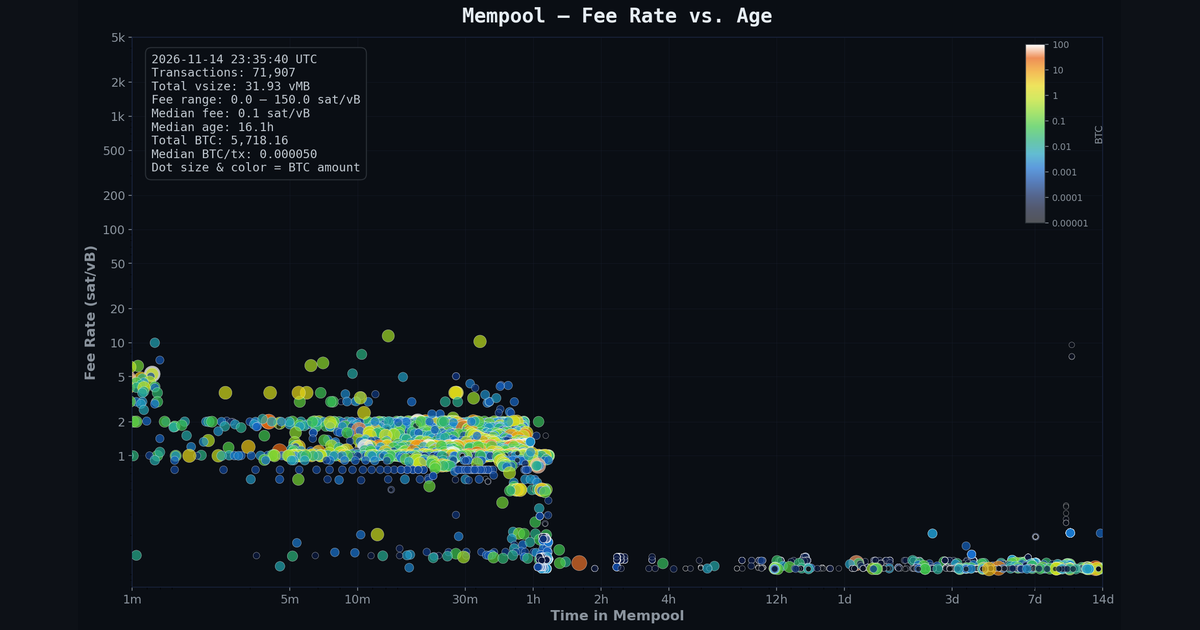 Mempool — Fee Rate vs. Age
2026-11-14 23:35:40 UTC
Transactions: 71,907
Total vsize: 31.93 vMB
Fee range: 0.0 — 150.0 sat/vB
Median fee: 0.1 sat/vB
Median age: 16.1h
Total BTC: 5,718.16
Median BTC/tx: 0.000050
Dot size & color = BTC amount
100
10
1
0.1
0.01
0.001
0.0001
0.00001
BTC
Fee Rate (sat/vB)
5k
2k
1k
500
200
100
50
20
10
5
2
1
1m
5m
10m
30m
1h
2h
4h
12h
1d
3d
7d
14d
Time in Mempool